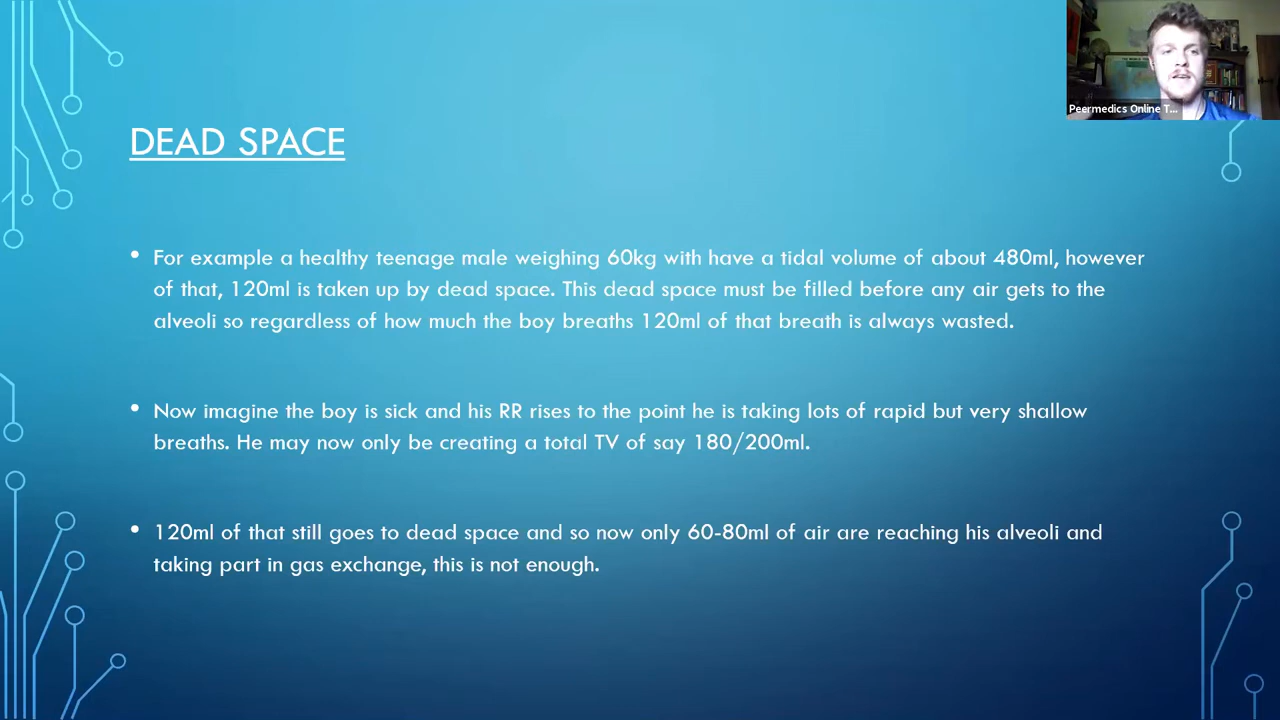 Peermedics Online T...
DEAD SPACE
• For example a healthy teenage male weighing 60kg with have a tidal volume of about 480ml, however
of that, 120ml is taken up by dead space. This dead space must be filled before any air gets to the
alveoli so regardless of how much the boy breaths 120ml of that breath is always wasted.
• Now imagine the boy is sick and his RR rises to the point he is taking lots of rapid but very shallow
breaths. He may now only be creating a total TV of say 180/200ml.
• 120ml of that still goes to dead space and so now only 60-80ml of air are reaching his alveoli and
taking part in gas exchange, this is not enough.